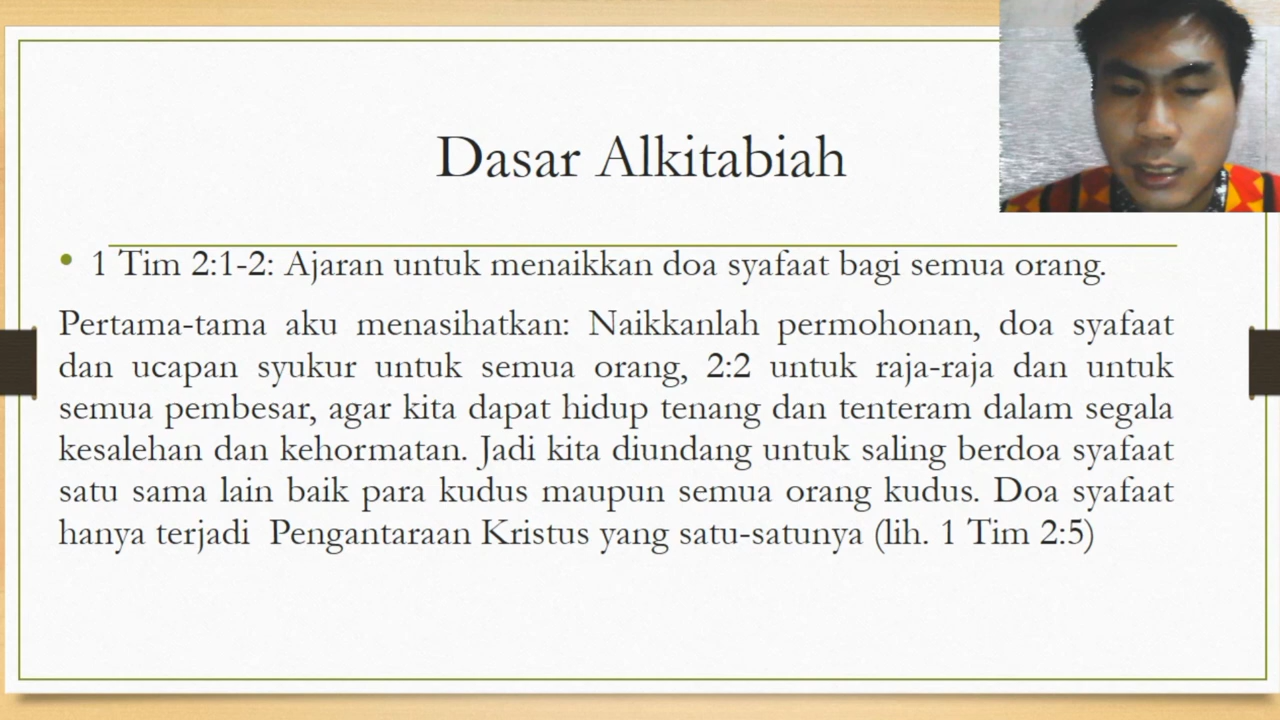 Dasar Alkitabiah
• 1 Tim 2:1-2: Ajaran untuk menaikkan doa syafaat bagi semua orang.
Pertama-tama aku menasihatkan: Naikkanlah permohonan, doa syafaat
dan ucapan syukur untuk semua orang, 2:2 untuk raja-raja dan untuk
semua pembesar, agar kita dapat hidup tenang dan tenteram dalam segala
kesalehan dan kehormatan. Jadi kita diundang untuk saling berdoa syafaat
satu sama lain baik para kudus maupun semua orang kudus. Doa syafaat
hanya terjadi  Pengantaraan Kristus yang satu-satunya (lih. 1 Tim 2:5)